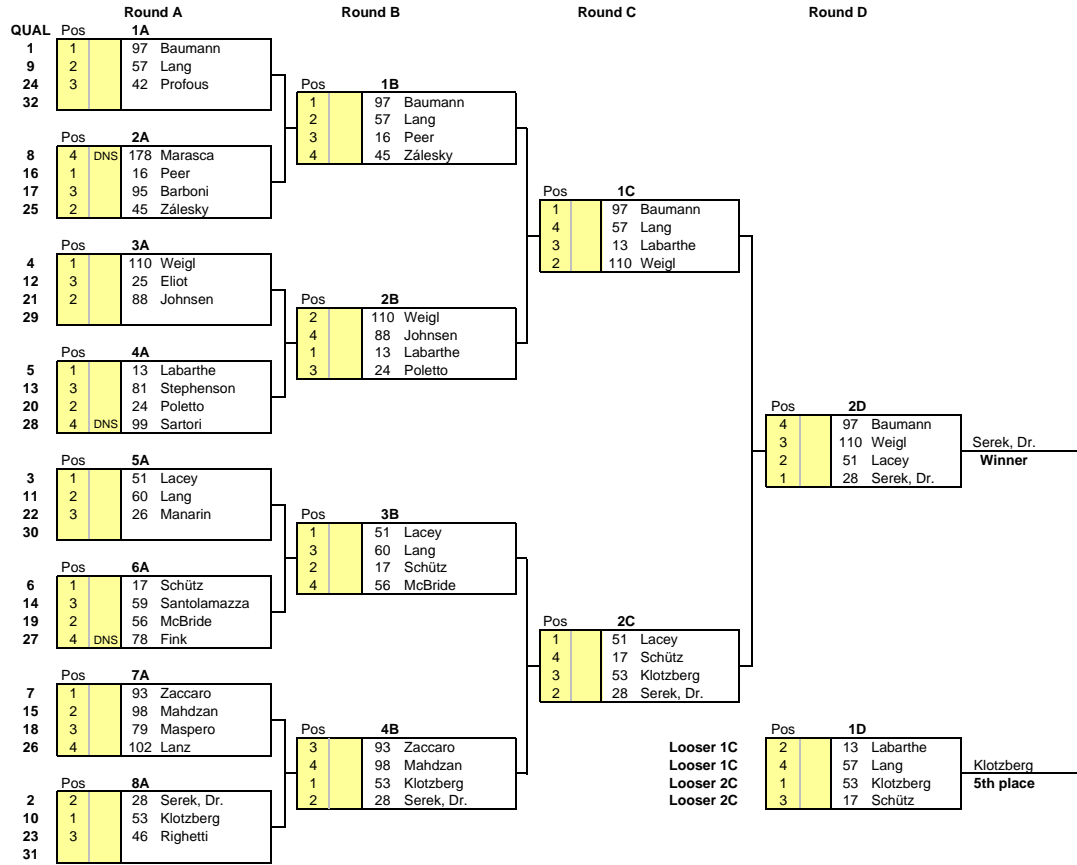 Round A Round B Round C Round D
QUAL Pos 1A
1 1 97 Baumann
9 2 57 Lang
24 3 42 Profous
32
Pos 2A
8 4 DNS 178 Marasca
16 1 16 Peer
17 3 95 Barboni
25 2 45 Zálesky
Pos 3A
4 1 110 Weigl
12 3 25 Eliot
21 2 88 Johnsen
29
Pos 4A
5 1 13 Labarthe
13 3 81 Stephenson
20 2 24 Poletto
28 4 DNS 99 Sartori
Pos 5A
3 1 51 Lacey
11 2 60 Lang
22 3 26 Manarin
30
Pos 6A
6 1 17 Schütz
14 3 59 Santolamazza
19 2 56 McBride
27 4 DNS 78 Fink
Pos 7A
7 1 93 Zaccaro
15 2 98 Mahdzan
18 3 79 Maspero
26 4 102 Lanz
Pos 8A
2 2 28 Serek, Dr.
10 1 53 Klotzberg
23 3 46 Righetti
31
Pos 1B
1 97 Baumann
2 57 Lang
3 16 Peer
4 45 Zálesky
Pos 2B
2 110 Weigl
4 88 Johnsen
1 13 Labarthe
3 24 Poletto
Pos 3B
1 51 Lacey
3 60 Lang
2 17 Schütz
4 56 McBride
Pos 4B
3 93 Zaccaro
4 98 Mahdzan
1 53 Klotzberg
2 28 Serek, Dr.
Pos 1C
1 97 Baumann
4 57 Lang
3 13 Labarthe
2 110 Weigl
Pos 2C
1 51 Lacey
4 17 Schütz
3 53 Klotzberg
2 28 Serek, Dr.
Pos 2D
4 97 Baumann
3 110 Weigl
2 51 Lacey
1 28 Serek, Dr.
Serek, Dr.
Winner
Pos 1D
Looser 1C 2 13 Labarthe
Looser 1C 4 57 Lang
Looser 2C 1 53 Klotzberg
Looser 2C 3 17 Schütz
Klotzberg
5th place